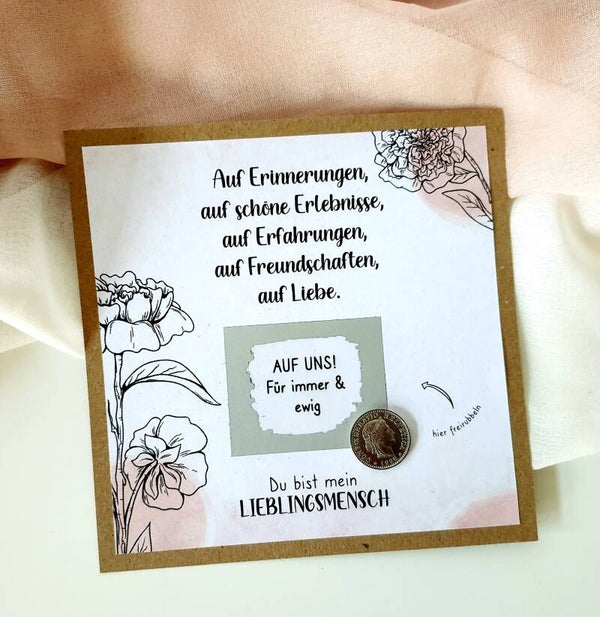 Auf Erinnerungen,
auf schöne Erlebnisse,
auf Erfahrungen,
auf Freundschaften,
auf Liebe.
AUF UNS!
Für immer &
ewig
hier freirubbeln
Du bist mein
LIEBLINGSMENSCH